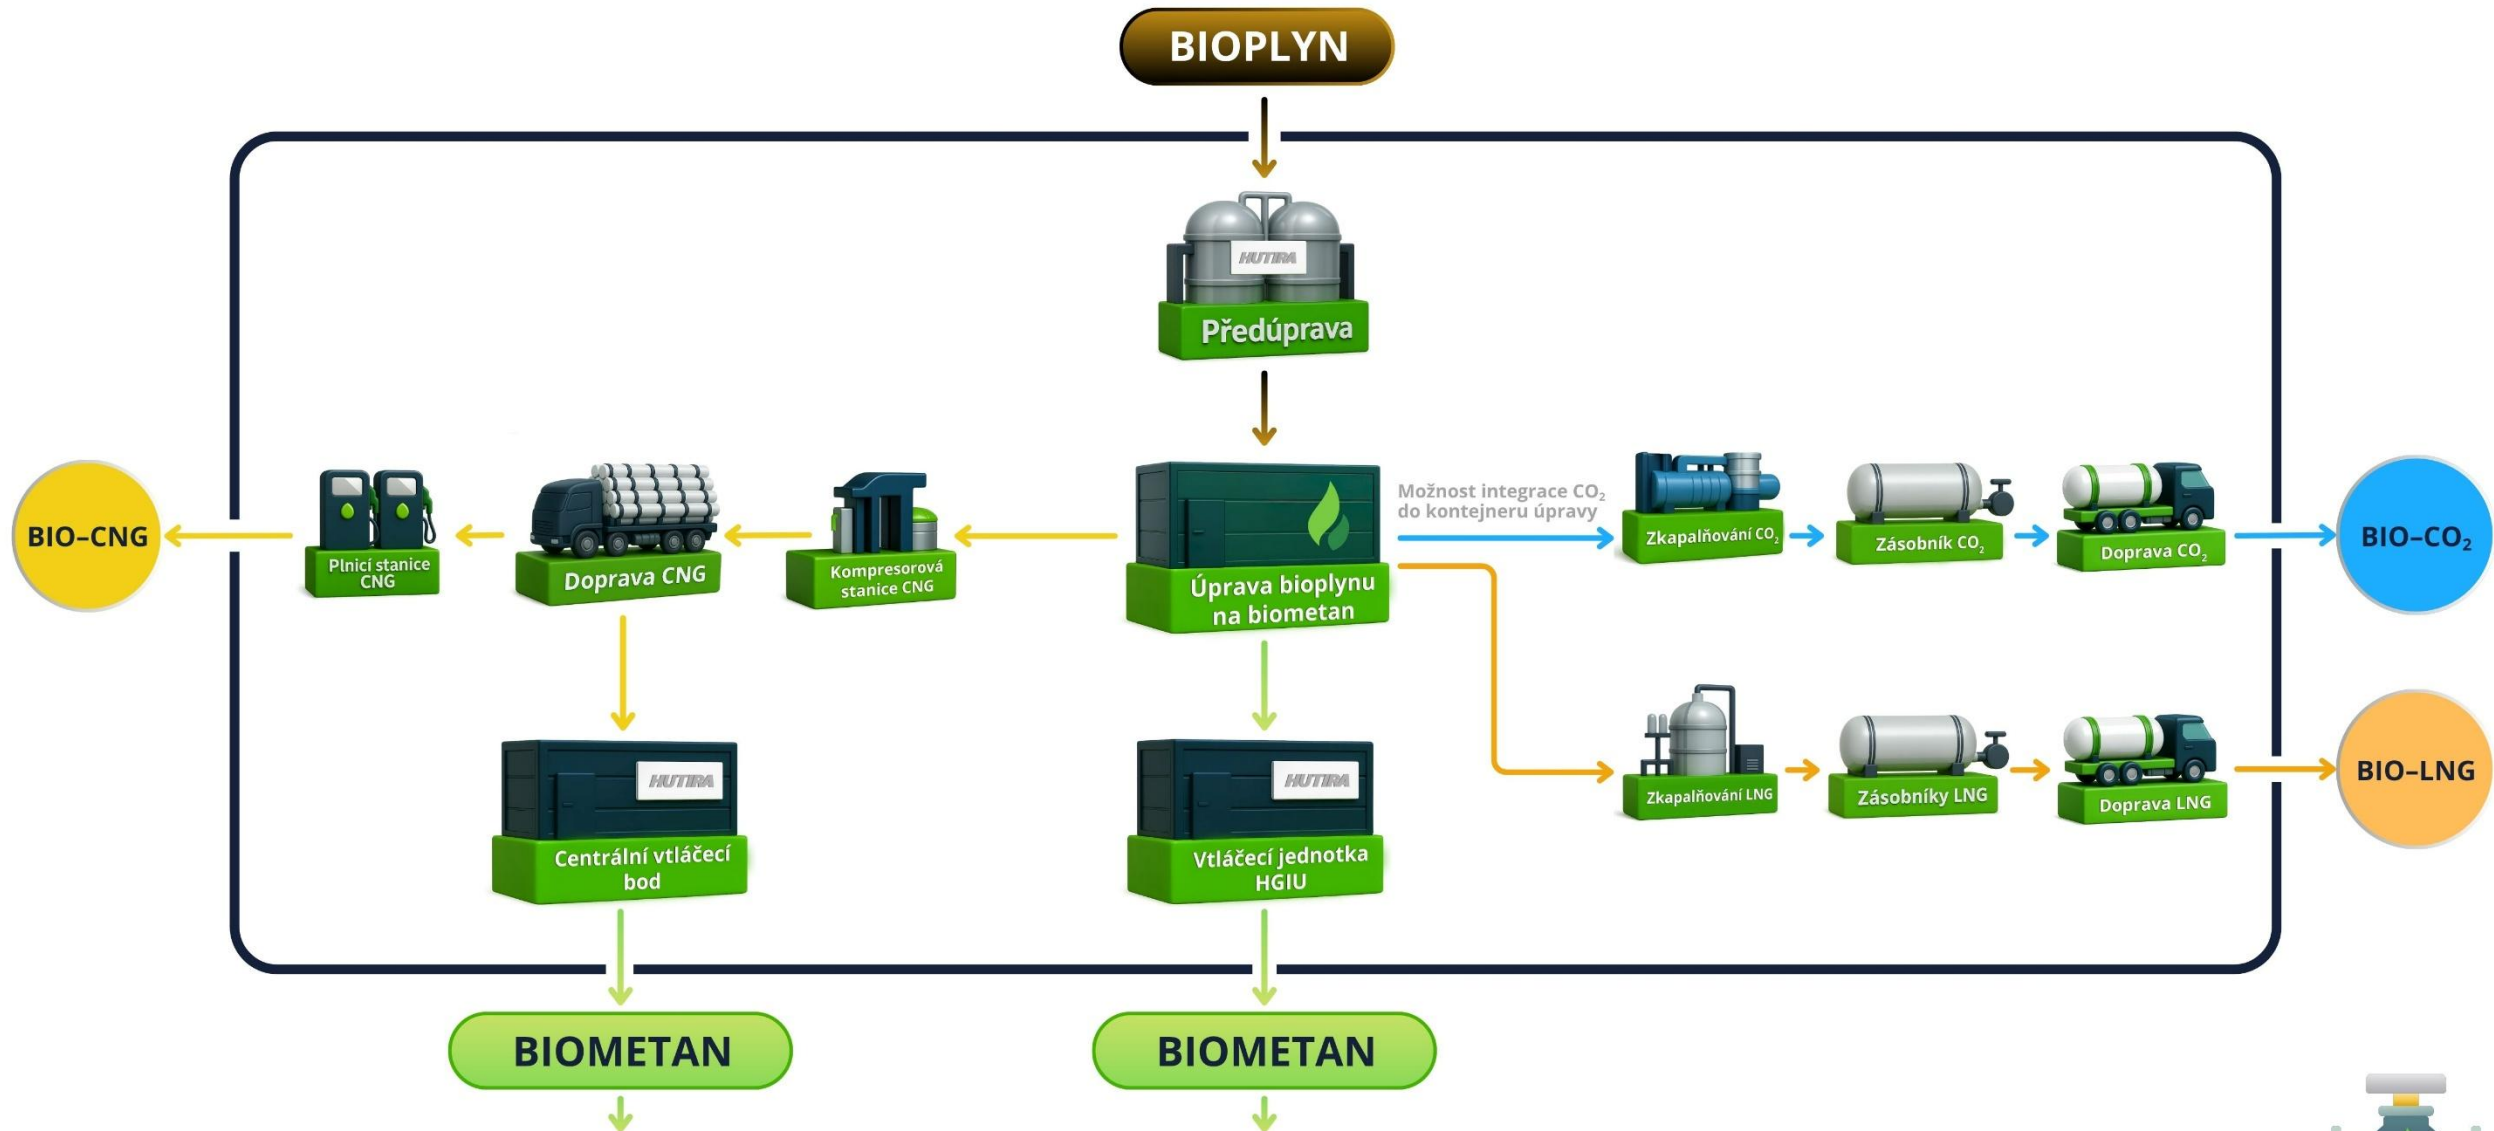 BIOPLYN
HUTIRA
Předúprava
Možnost integrace CO₂
do kontejneru úpravy
BIO–CNG
Plnicí stanice
CNG
Doprava CNG
Kompresorová
stanice CNG
Úprava bioplynu
na biometan
Zkapalňování CO₂
Zásobník CO₂
Doprava CO₂
BIO–CO₂
HUTIRA
Centrální vtláčecí
bod
HUTIRA
Vtláčecí jednotka
HGIU
Zkapalňování LNG
Zásobníky LNG
Doprava LNG
BIO–LNG
BIOMETAN
BIOMETAN